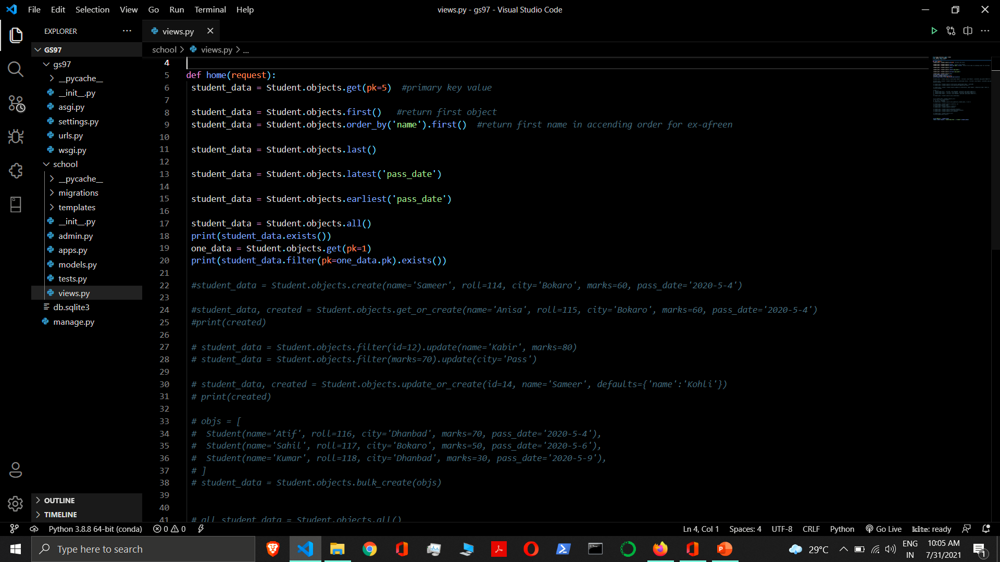 File Edit Selection View Go Run Terminal Help
views.py - gs97 - Visual Studio Code
EXPLORER
views.py
GS97
gs97
__pycache__
__init__.py
asgi.py
settings.py
urls.py
wsgi.py
school
__pycache__
migrations
templates
__init__.py
admin.py
apps.py
models.py
tests.py
views.py
db.sqlite3
manage.py
OUTLINE
TIMELINE
school > views.py > ...
4
5 def home(request):
6 student_data = Student.objects.get(pk=5)  #primary key value
7
8 student_data = Student.objects.first()   #return first object
9 student_data = Student.objects.order_by('name').first()  #return first name in accending order for ex-afreen
10
11 student_data = Student.objects.last()
12
13 student_data = Student.objects.latest('pass_date')
14
15 student_data = Student.objects.earliest('pass_date')
16
17 student_data = Student.objects.all()
18 print(student_data.exists())
19 one_data = Student.objects.get(pk=1)
20 print(student_data.filter(pk=one_data.pk).exists())
21
22 #student_data = Student.objects.create(name='Sameer', roll=114, city='Bokaro', marks=60, pass_date='2020-5-4')
23
24 #student_data, created = Student.objects.get_or_create(name='Anisa', roll=115, city='Bokaro', marks=60, pass_date='2020-5-4')
25 #print(created)
26
27 # student_data = Student.objects.filter(id=12).update(name='Kabir', marks=80)
28 # student_data = Student.objects.filter(marks=70).update(city='Pass')
29
30 # student_data, created = Student.objects.update_or_create(id=14, name='Sameer', defaults={'name':'Kohli'})
31 # print(created)
32
33 # objs = [
34 #  Student(name='Atif', roll=116, city='Dhanbad', marks=70, pass_date='2020-5-4'),
35 #  Student(name='Sahil', roll=117, city='Bokaro', marks=50, pass_date='2020-5-6'),
36 #  Student(name='Kumar', roll=118, city='Dhanbad', marks=30, pass_date='2020-5-9'),
37 # ]
38 # student_data = Student.objects.bulk_create(objs)
39
40
41 # all_student_data = Student.objects.all()
Python 3.8.8 64-bit (conda) 0 0 Ln 4, Col 1 Spaces: 4 UTF-8 CRLF Python Go Live kite: ready
Type here to search
29°C
ENG
IN
10:05 AM
7/31/2021
1